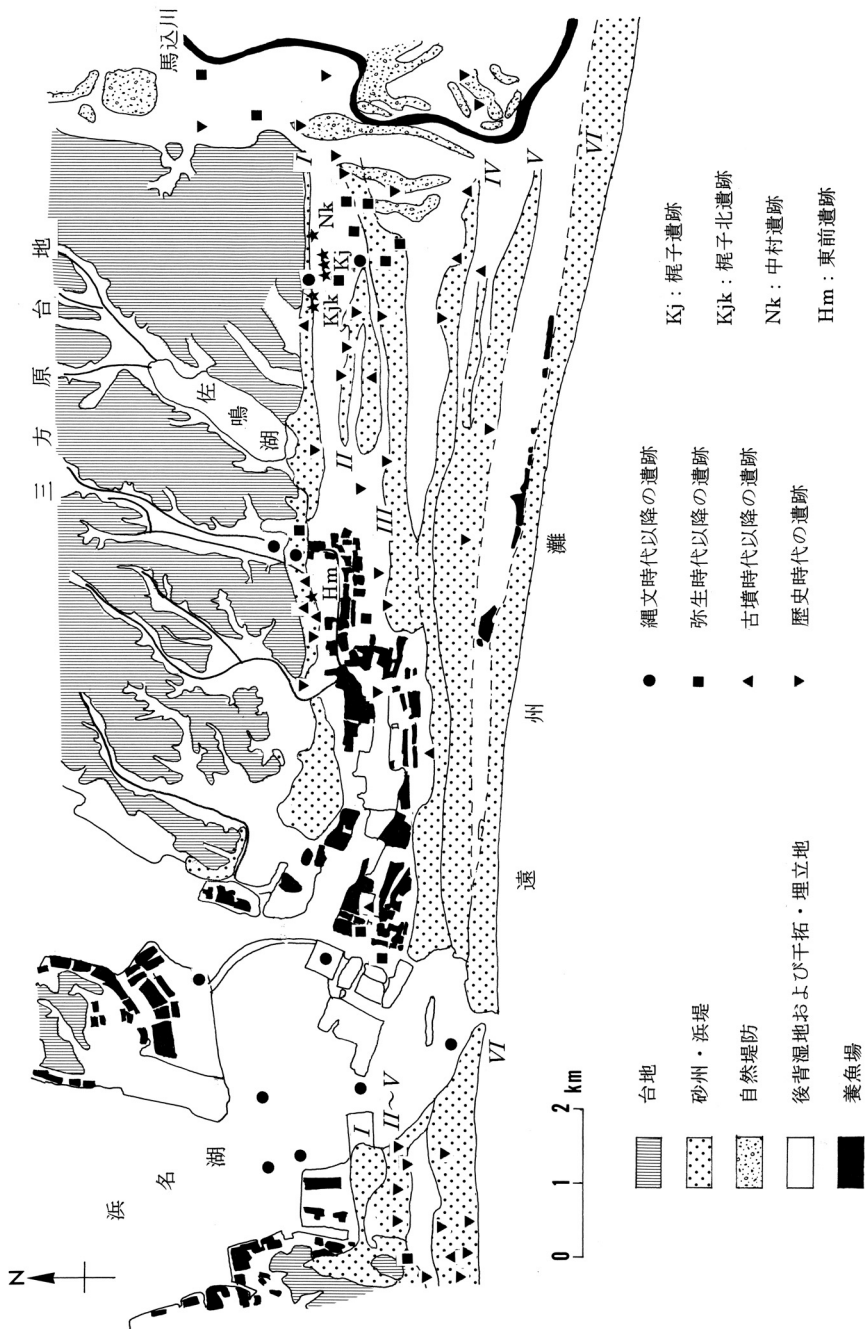 N
三方原台地
馬込川
佐鳴湖
浜名湖
I
Nk
Kj
Kjk
II
III
IV
V
VI
Hm
I
II～V
VI
遠州灘
0 1 2 km
台地
砂州・浜堤
自然堤防
後背湿地および干拓・埋立地
養魚場
● 縄文時代以降の遺跡
■ 弥生時代以降の遺跡
▲ 古墳時代以降の遺跡
▼ 歴史時代の遺跡
Kj：梶子遺跡
Kjk：梶子北遺跡
Nk：中村遺跡
Hm：東前遺跡